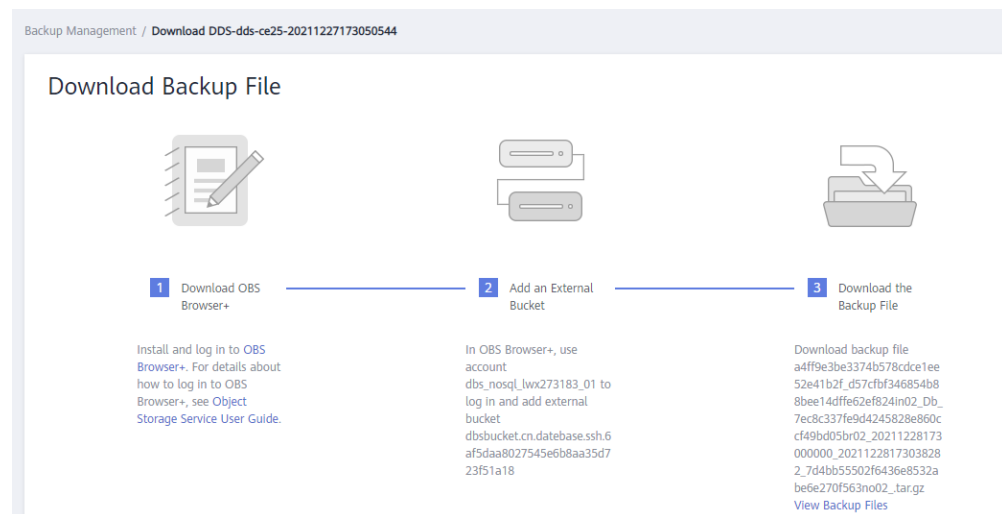 Backup Management / Download DDS-dds-ce25-20211227173050544
Download Backup File
1 Download OBS
Browser+
Install and log in to OBS
Browser+. For details about
how to log in to OBS
Browser+, see Object
Storage Service User Guide.
2 Add an External
Bucket
In OBS Browser+, use
account
dbs_nosql_lwx273183_01 to
log in and add external
bucket
dbsbucket.cn.datebase.ssh.6
af5daa8027545e6b8aa35d7
23f51a18
3 Download the
Backup File
Download backup file
a4ff9e3be3374b578cdce1ee
52e41b2f_d57cfbf346854b8
8bee14dffe62ef824in02_Db_
7ec8c337fe9d4245828e860c
cf49bd05br02_20211228173
000000_2021122817303828
2_7d4bb55502f6436e8532a
be6e270f563no02_.tar.gz
View Backup Files